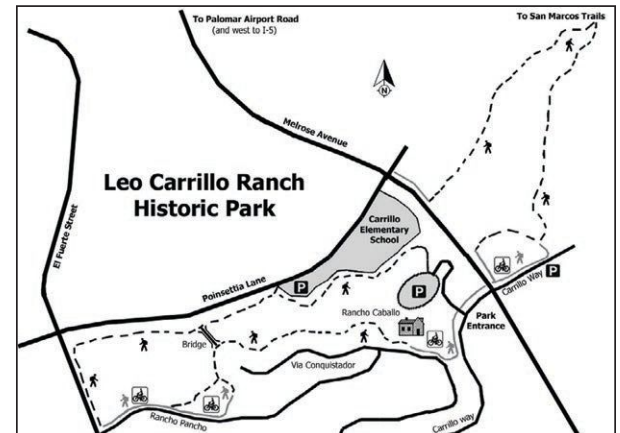 To Palomar Airport Road
(and west to I-5)
To San Marcos Trails
N
Melrose Avenue
Leo Carrillo Ranch
Historic Park
El Fuerte Street
Carrillo
Elementary
School
Poinsettia Lane
P
P
P
Carrillo Way
Rancho Caballo
Park
Entrance
Bridge
Via Conquistador
Rancho Pancho
Carrillo way